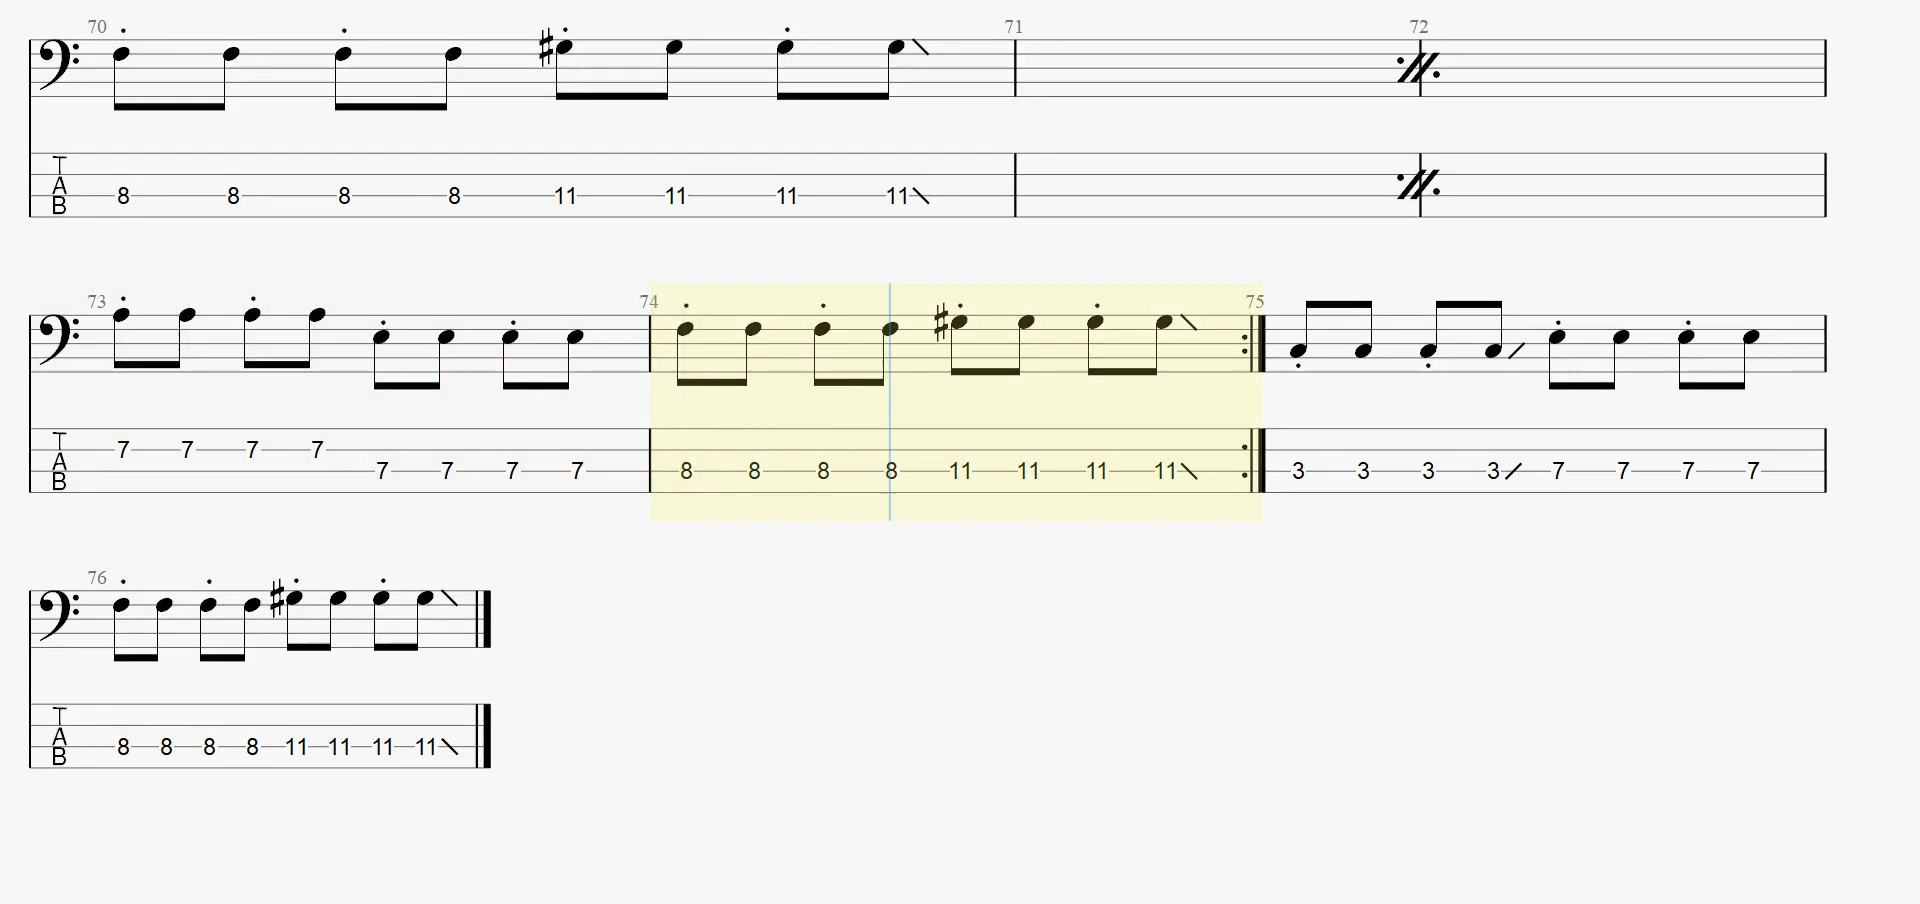 70 71 72
T A B 8 8 8 8 11 11 11 11
73 74 75
T A B 7 7 7 7 7 7 7 7 8 8 8 8 11 11 11 11 3 3 3 3 7 7 7 7
76
T A B 8 8 8 8 11 11 11 11